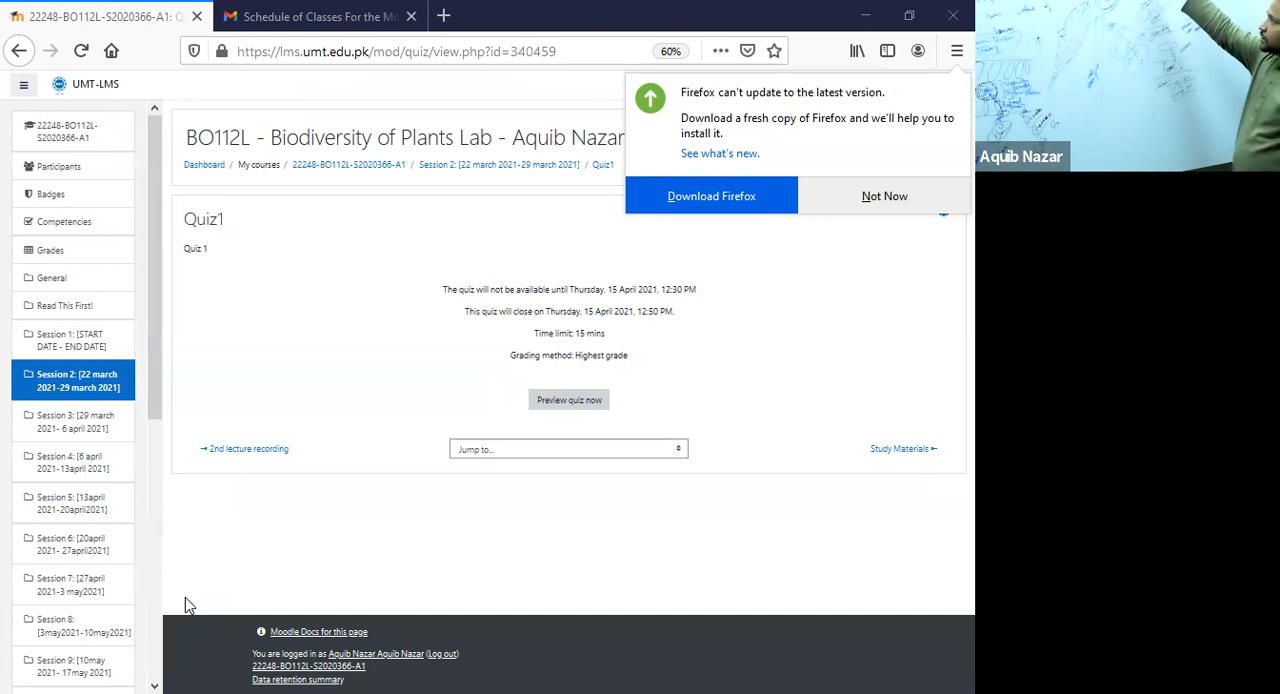 22248-BO112L-S2020366-A1: Q
Schedule of Classes For the Mo
https://lms.umt.edu.pk/mod/quiz/view.php?id=340459
60%
UMT-LMS
Firefox can't update to the latest version.
Download a fresh copy of Firefox and we'll help you to
install it.
See what's new.
Download Firefox
Not Now
Aquib Nazar
22248-BO112L-
S2020366-A1
Participants
Badges
Competencies
Grades
General
Read This First!
Session 1: [START
DATE - END DATE]
Session 2: [22 march
2021-29 march 2021]
Session 3: [29 march
2021- 6 april 2021]
Session 4: [6 april
2021-13april 2021]
Session 5: [13april
2021-20april2021]
Session 6: [20april
2021- 27april2021]
Session 7: [27april
2021-3 may2021]
Session 8:
[3may2021-10may2021]
Session 9: [10may
2021- 17may 2021]
BO112L - Biodiversity of Plants Lab - Aquib Nazar
Dashboard / My courses / 22248-BO112L-S2020366-A1 / Session 2: [22 march 2021-29 march 2021] / Quiz1
Quiz1
Quiz 1
The quiz will not be available until Thursday, 15 April 2021, 12:30 PM
This quiz will close on Thursday, 15 April 2021, 12:50 PM.
Time limit: 15 mins
Grading method: Highest grade
Preview quiz now
2nd lecture recording
Jump to...
Study Materials
Moodle Docs for this page
You are logged in as Aquib Nazar Aquib Nazar (Log out)
22248-BO112L-S2020366-A1
Data retention summary